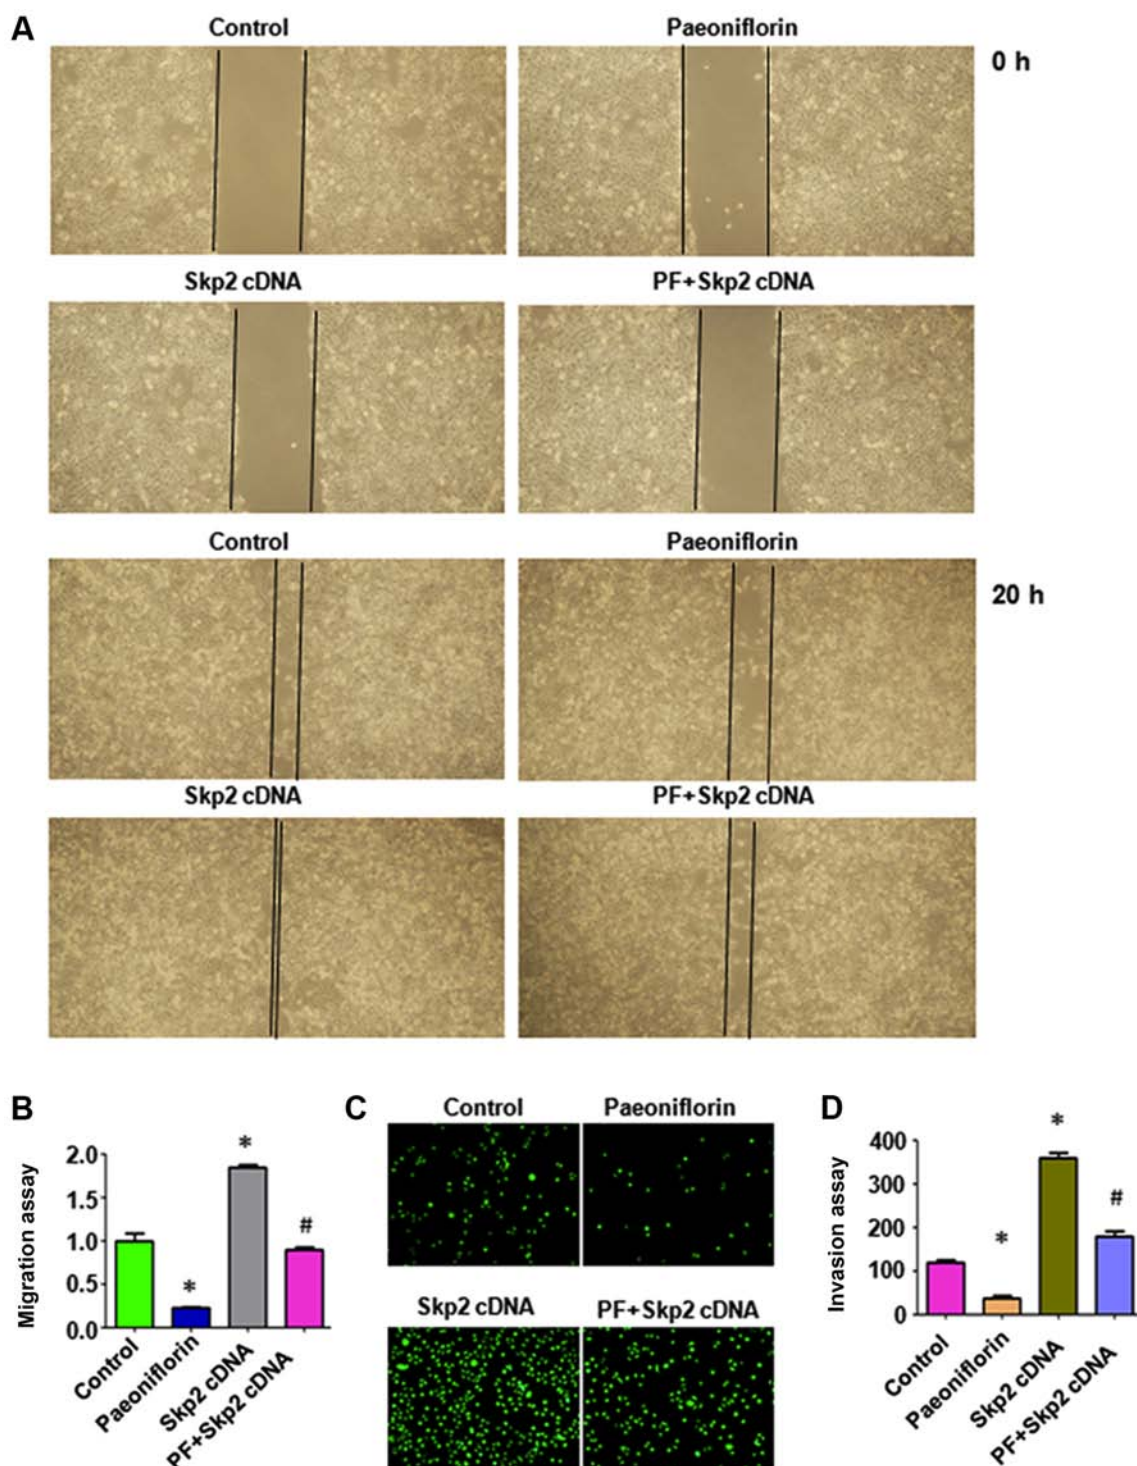 A
Control
Paeoniflorin
0 h
Skp2 cDNA
PF+Skp2 cDNA
Control
Paeoniflorin
20 h
Skp2 cDNA
PF+Skp2 cDNA
B
Migration assay
2.0
1.5
1.0
0.5
0.0
*
*
#
Control
Paeoniflorin
Skp2 cDNA
PF+Skp2 cDNA
C
Control
Paeoniflorin
Skp2 cDNA
PF+Skp2 cDNA
D
Invasion assay
400
300
200
100
0
*
*
#
Control
Paeoniflorin
Skp2 cDNA
PF+Skp2 cDNA